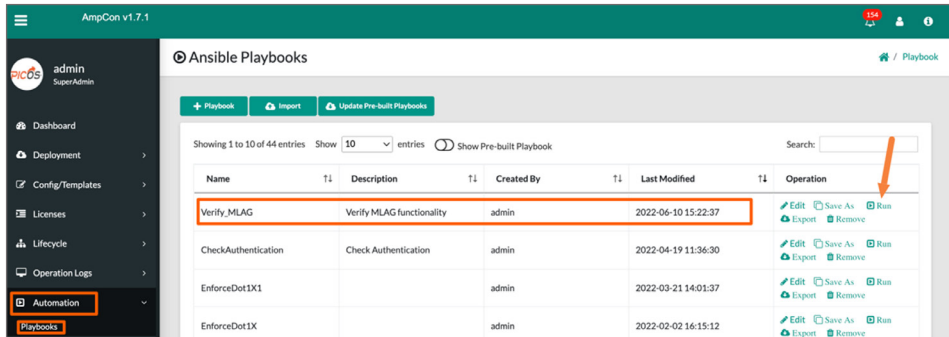 AmpCon v1.7.1
154
PICOS
admin
SuperAdmin
Dashboard
Deployment
Config/Templates
Licenses
Lifecycle
Operation Logs
Automation
Playbooks
Ansible Playbooks
/ Playbook
+ Playbook Import Update Pre-built Playbooks
Showing 1 to 10 of 44 entries Show 10 entries Show Pre-built Playbook Search:
Name Description Created By Last Modified Operation
Verify_MLAG Verify MLAG functionality admin 2022-06-10 15:22:37 Edit Save As Run
Export Remove
CheckAuthentication Check Authentication admin 2022-04-19 11:36:30 Edit Save As Run
Export Remove
EnforceDot1X1 admin 2022-03-21 14:01:37 Edit Save As Run
Export Remove
EnforceDot1X admin 2022-02-02 16:15:12 Edit Save As Run
Export Remove